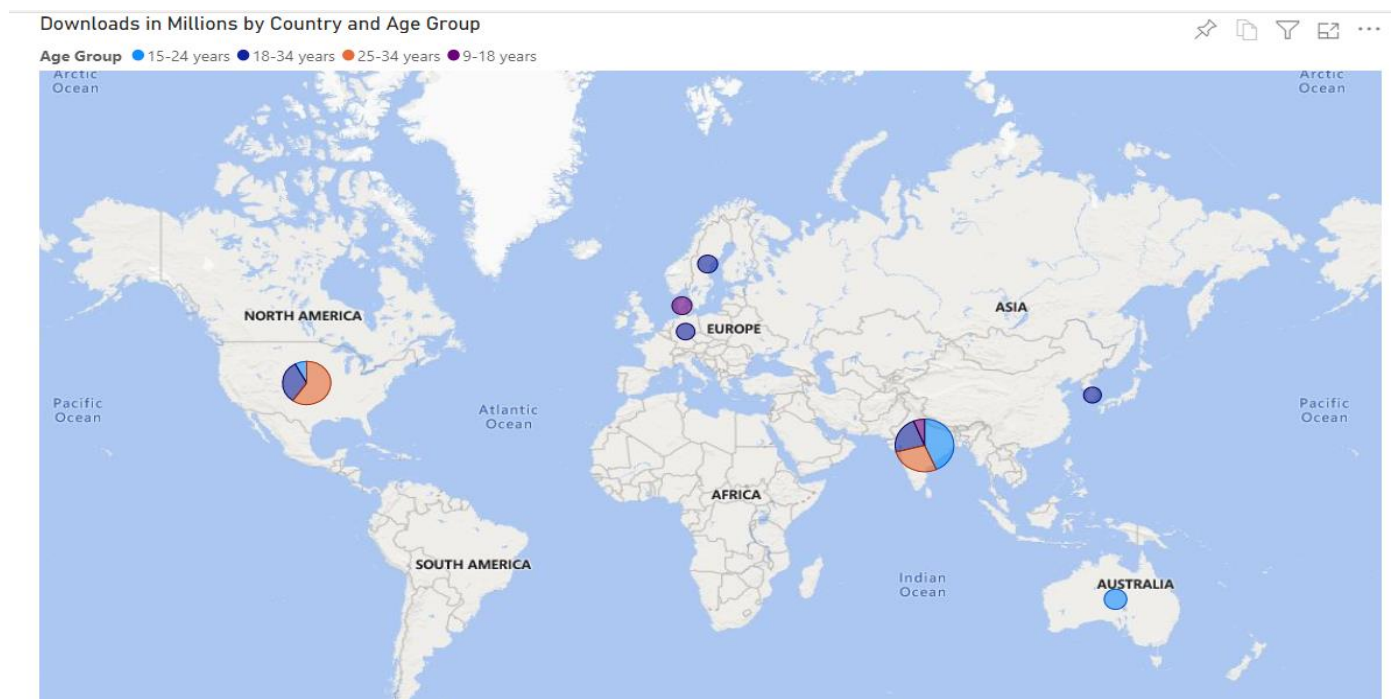 Downloads in Millions by Country and Age Group
Age Group 15-24 years 18-34 years 25-34 years 9-18 years
Arctic
Ocean
Arctic
Ocean
NORTH AMERICA
ASIA
EUROPE
Pacific
Ocean
Atlantic
Ocean
Pacific
Ocean
AFRICA
SOUTH AMERICA
Indian
Ocean
AUSTRALIA